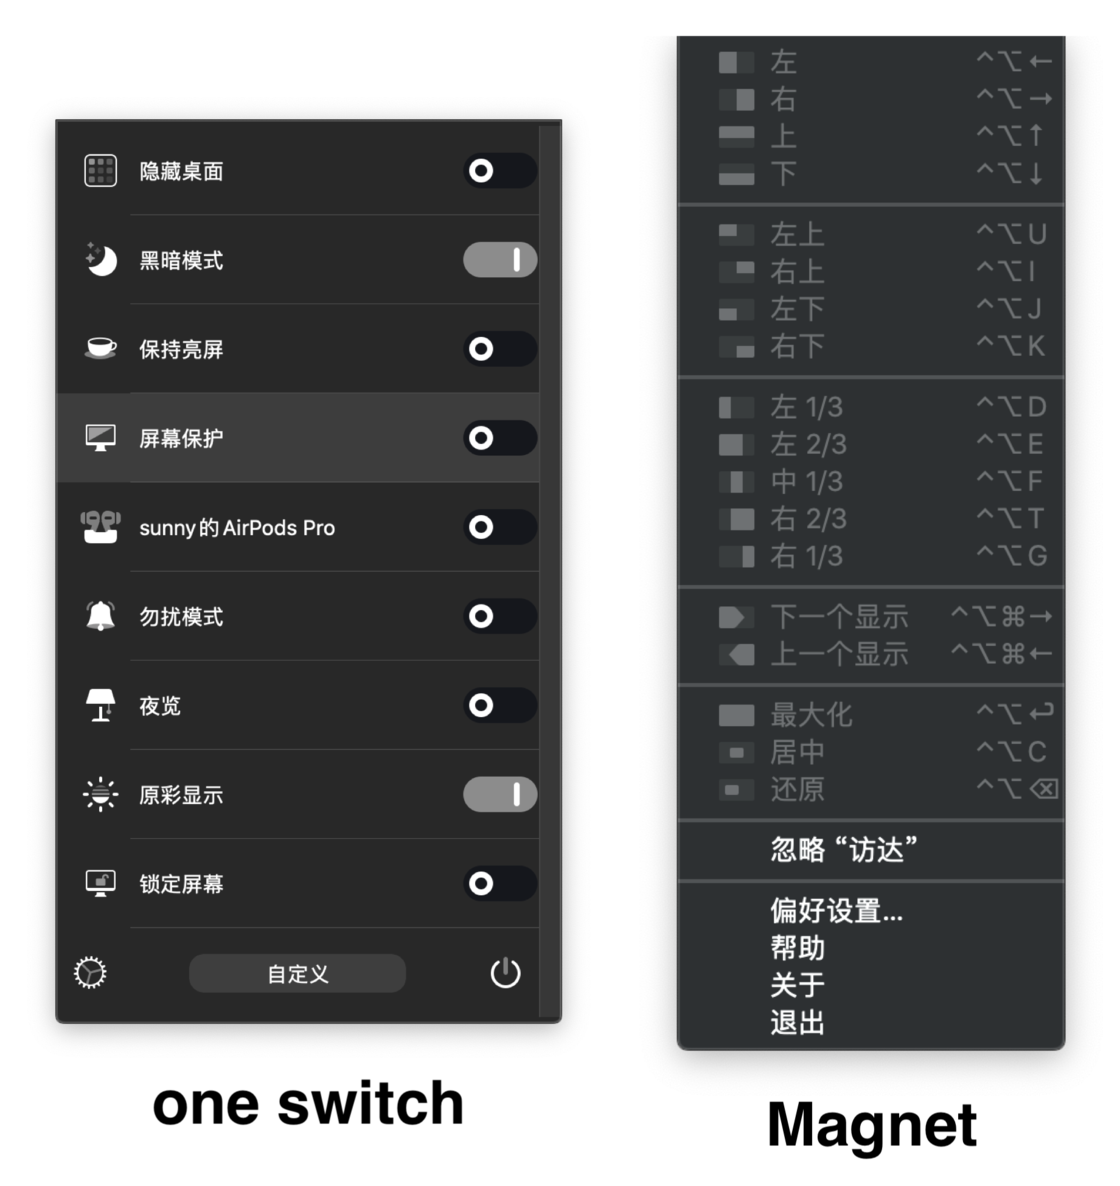 隐藏桌面
黑暗模式
保持亮屏
屏幕保护
sunny的AirPods Pro
勿扰模式
夜览
原彩显示
锁定屏幕
自定义
one switch
左 ^⌥←
右 ^⌥→
上 ^⌥↑
下 ^⌥↓
左上 ^⌥U
右上 ^⌥I
左下 ^⌥J
右下 ^⌥K
左 1/3 ^⌥D
左 2/3 ^⌥E
中 1/3 ^⌥F
右 2/3 ^⌥T
右 1/3 ^⌥G
下一个显示 ^⌥⌘→
上一个显示 ^⌥⌘←
最大化 ^⌥↩
居中 ^⌥C
还原 ^⌥⌫
忽略 “访达”
偏好设置...
帮助
关于
退出
Magnet